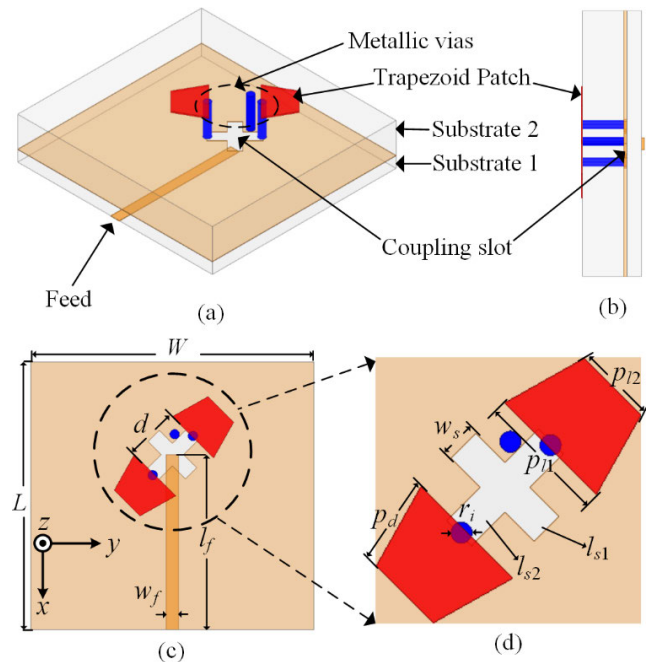 Metallic vias
Trapezoid Patch
Substrate 2
Substrate 1
Coupling slot
Feed
(a)
(b)
W
d
L
z
y
x
l_f
w_f
(c)
p_l2
w_s
p_l1
p_d
r_i
l_s1
l_s2
(d)